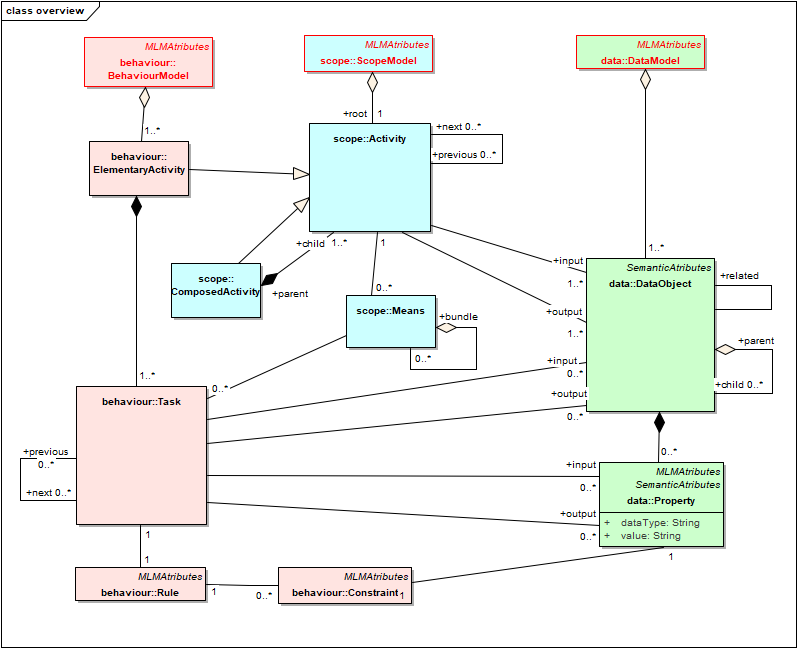 class overview
MLMAtributes
behaviour::
BehaviourModel
MLMAtributes
scope::ScopeModel
MLMAtributes
data::DataModel
+root 1
1..*
behaviour::
ElementaryActivity
scope::Activity
+next 0..*
+previous 0..*
+child 1..*
1
1..*
+input
1..*
scope::
ComposedActivity
+parent
0..*
scope::Means
+bundle
0..*
SemanticAtributes
data::DataObject
+related
+output
1..*
+parent
+child 0..*
+input
0..*
+output
0..*
1..*
0..*
behaviour::Task
+previous
0..*
+next 0..*
0..*
+input
0..*
MLMAtributes
SemanticAtributes
data::Property
+ dataType: String
+ value: String
+output
0..*
1
1
1
MLMAtributes
behaviour::Rule
1
0..*
MLMAtributes
behaviour::Constraint
1